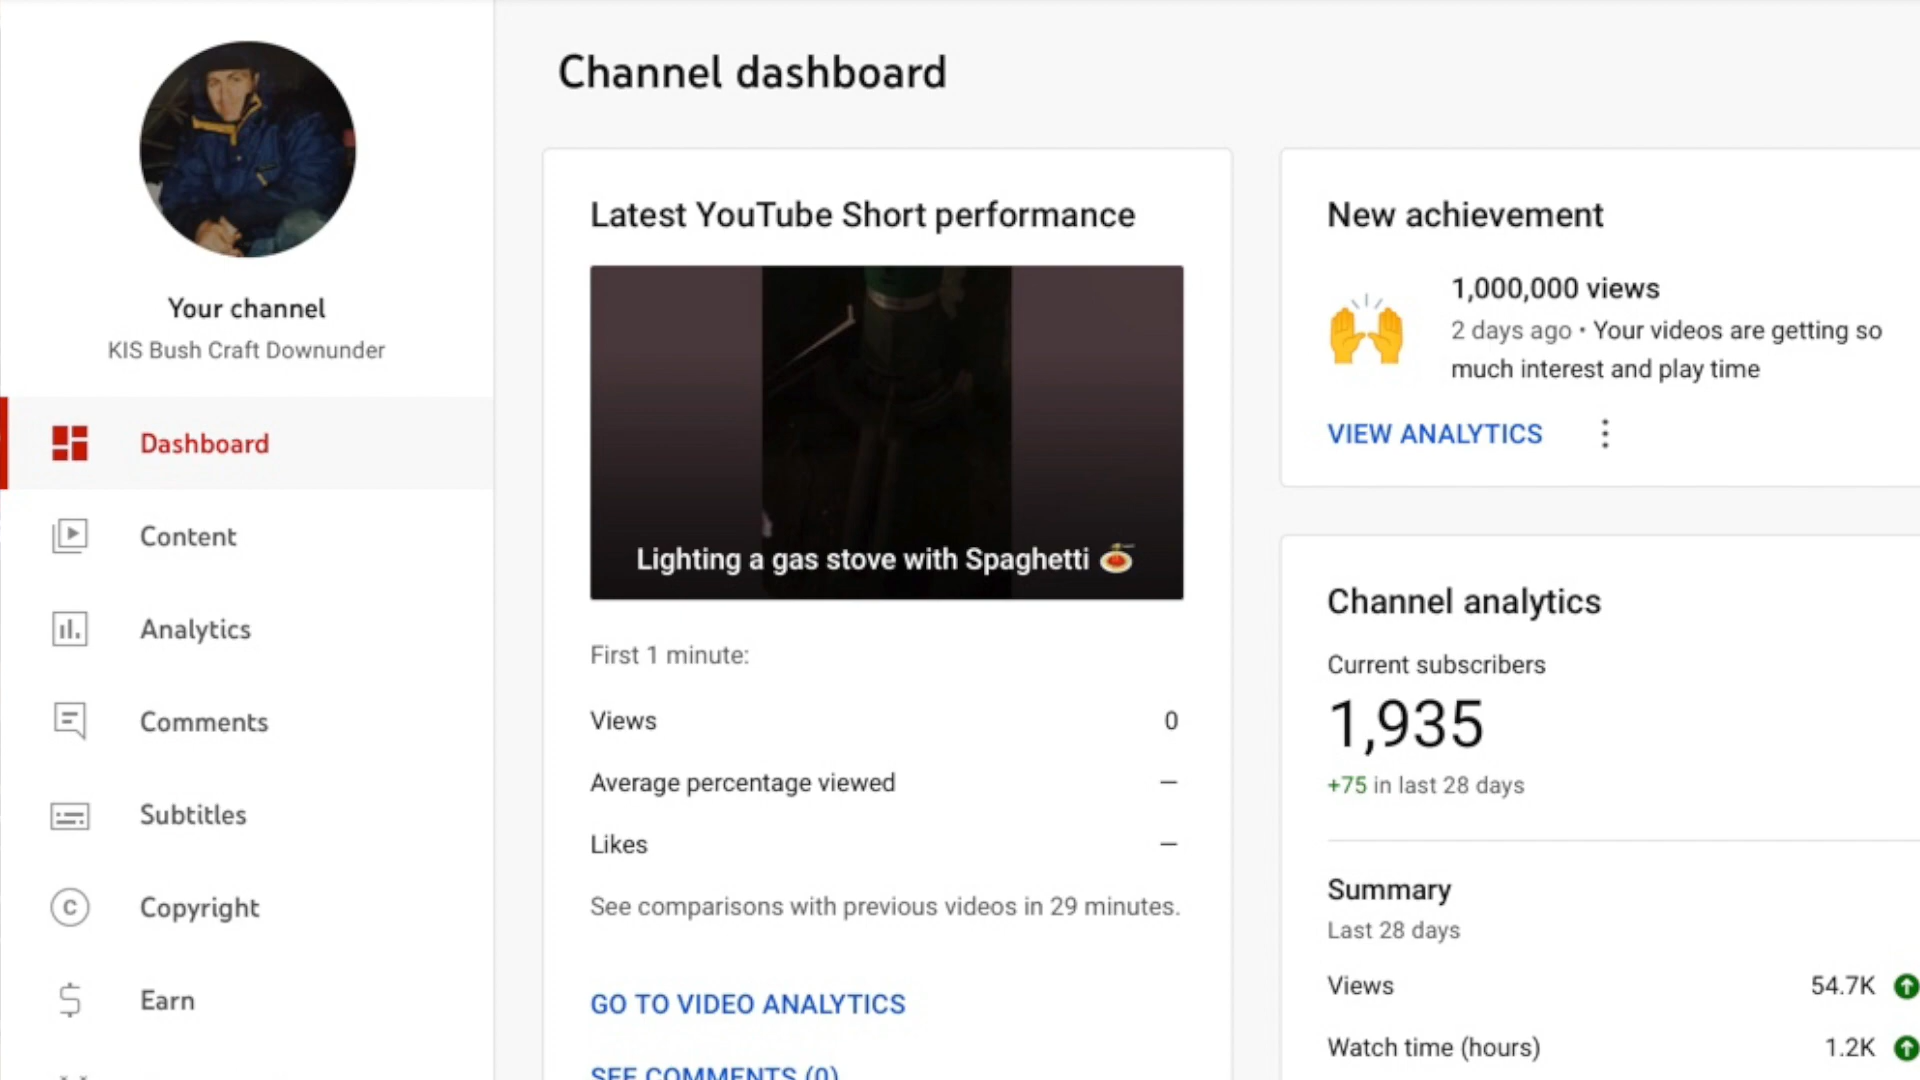 Channel dashboard
Your channel
KIS Bush Craft Downunder
Dashboard
Content
Analytics
Comments
Subtitles
Copyright
Earn
Latest YouTube Short performance
Lighting a gas stove with Spaghetti 🍝
First 1 minute:
Views 0
Average percentage viewed —
Likes —
See comparisons with previous videos in 29 minutes.
GO TO VIDEO ANALYTICS
SEE COMMENTS (0)
New achievement
1,000,000 views
2 days ago • Your videos are getting so
much interest and play time
VIEW ANALYTICS
Channel analytics
Current subscribers
1,935
+75 in last 28 days
Summary
Last 28 days
Views 54.7K
Watch time (hours) 1.2K